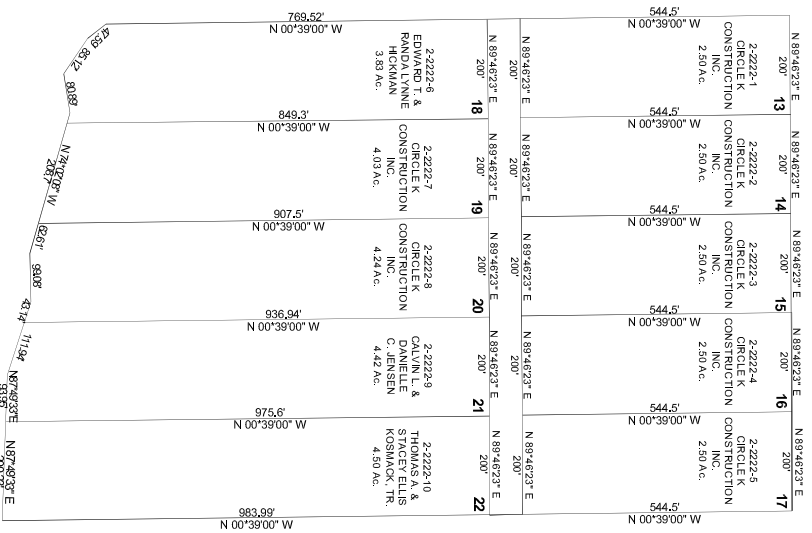 N 89°46'23" E
200'
13
2-2222-1
CIRCLE K
CONSTRUCTION
INC.
2.50 Ac.
544.5'
N 00°39'00" W
N 89°46'23" E
200'
14
2-2222-2
CIRCLE K
CONSTRUCTION
INC.
2.50 Ac.
544.5'
N 00°39'00" W
N 89°46'23" E
200'
15
2-2222-3
CIRCLE K
CONSTRUCTION
INC.
2.50 Ac.
544.5'
N 00°39'00" W
N 89°46'23" E
200'
16
2-2222-4
CIRCLE K
CONSTRUCTION
INC.
2.50 Ac.
544.5'
N 00°39'00" W
N 89°46'23" E
200'
17
2-2222-5
CIRCLE K
CONSTRUCTION
INC.
2.50 Ac.
544.5'
N 00°39'00" W
544.5'
N 00°39'00" W
N 89°46'23" E
200'
N 89°46'23" E
200'
N 89°46'23" E
200'
N 89°46'23" E
200'
N 89°46'23" E
200'
N 89°46'23" E
200'
18
2-2222-6
EDWARD T. &
RANDA LYNNE
HICKMAN
3.83 Ac.
769.52'
N 00°39'00" W
N 89°46'23" E
200'
19
2-2222-7
CIRCLE K
CONSTRUCTION
INC.
4.03 Ac.
849.3'
N 00°39'00" W
N 89°46'23" E
200'
20
2-2222-8
CIRCLE K
CONSTRUCTION
INC.
4.24 Ac.
907.5'
N 00°39'00" W
N 89°46'23" E
200'
21
2-2222-9
CALVIN L. &
DANIELLE
C. JENSEN
4.42 Ac.
936.94'
N 00°39'00" W
N 89°46'23" E
200'
22
2-2222-10
THOMAS A. &
STACEY ELLIS
KOSMACK, TR.
4.50 Ac.
975.6'
N 00°39'00" W
983.99'
N 00°39'00" W
47.59
85.12
80.89'
N 74°02'08" W
208.7'
62.61'
99.08'
43.14'
111.94'
N87°49'33"E
93.95'
N 87°49'33" E